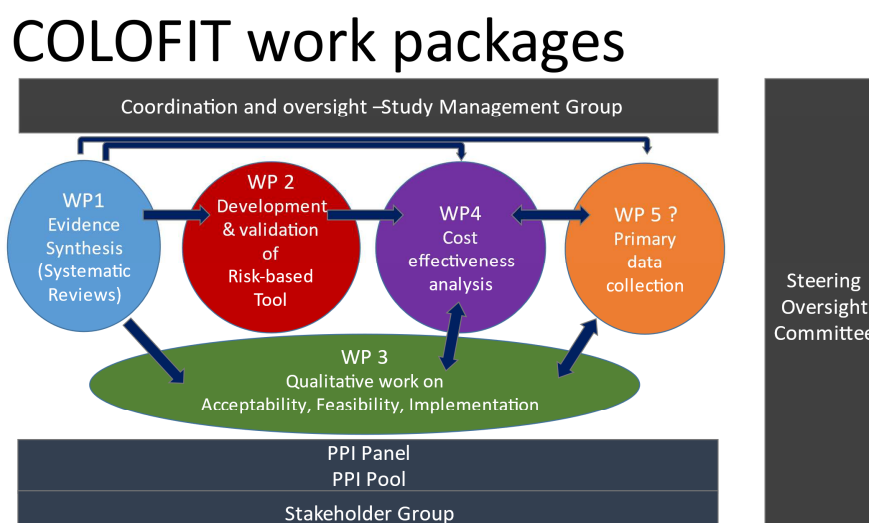 COLOFIT work packages
Coordination and oversight –Study Management Group
WP1
Evidence
Synthesis
(Systematic
Reviews)
WP 2
Development
& validation
of
Risk-based
Tool
WP4
Cost
effectiveness
analysis
WP 5 ?
Primary
data
collection
WP 3
Qualitative work on
Acceptability, Feasibility, Implementation
PPI Panel
PPI Pool
Stakeholder Group
Steering
Oversight
Committee